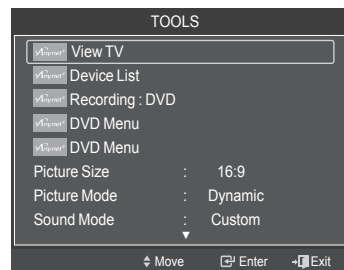 TOOLS
Anynet+ View TV
Anynet+ Device List
Anynet+ Recording : DVD
Anynet+ DVD Menu
Anynet+ DVD Menu
Picture Size : 16:9
Picture Mode : Dynamic
Sound Mode : Custom
Move Enter Exit